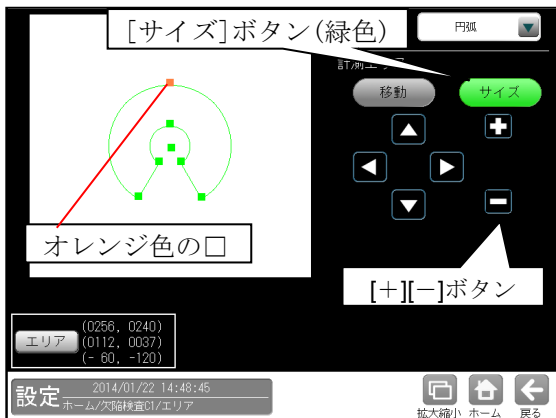 [サイズ]ボタン(緑色)
円弧
計測エリア
移動
サイズ
オレンジ色の□
[＋][－]ボタン
エリア
(0256, 0240)
(0112, 0037)
(- 60, -120)
設定
2014/01/22 14:48:45
ホーム/欠陥検査C1/エリア
拡大縮小
ホーム
戻る